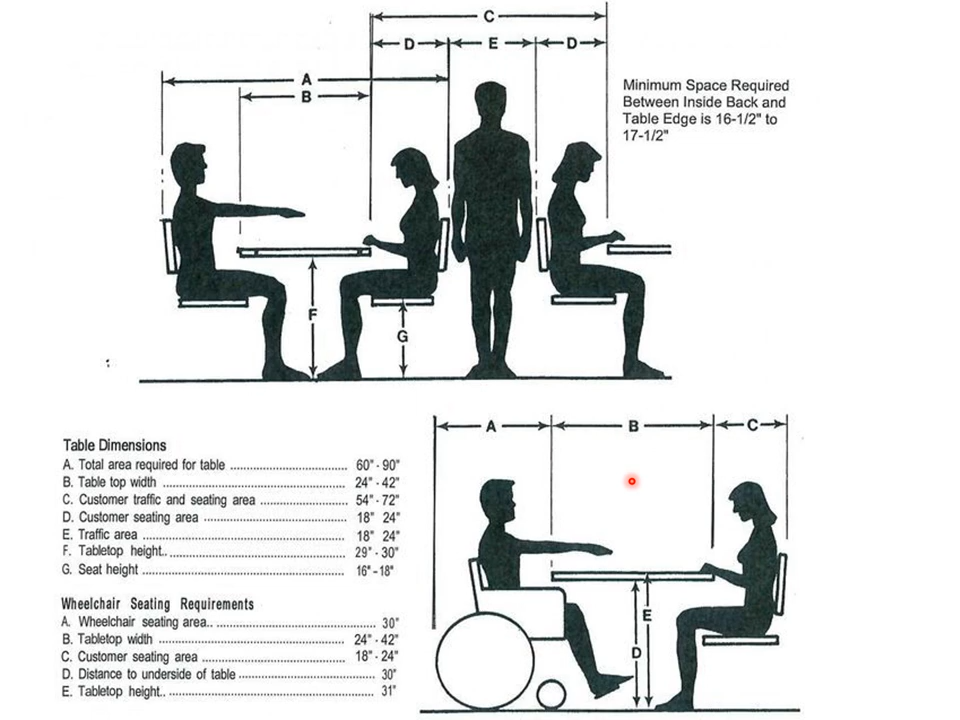 C
D E D
A
B
Minimum Space Required
Between Inside Back and
Table Edge is 16-1/2" to
17-1/2"
F
G
A B C
Table Dimensions
A. Total area required for table ........ 60" - 90"
B. Table top width ........ 24" - 42"
C. Customer traffic and seating area ........ 54" - 72"
D. Customer seating area ........ 18" 24"
E. Traffic area ........ 18" 24"
F. Tabletop height.. ........ 29" - 30"
G. Seat height ........ 16" - 18"
Wheelchair Seating Requirements
A. Wheelchair seating area.. ........ 30"
B. Tabletop width ........ 24" - 42"
C. Customer seating area ........ 18" - 24"
D. Distance to underside of table ........ 30"
E. Tabletop height.. ........ 31"
E
D